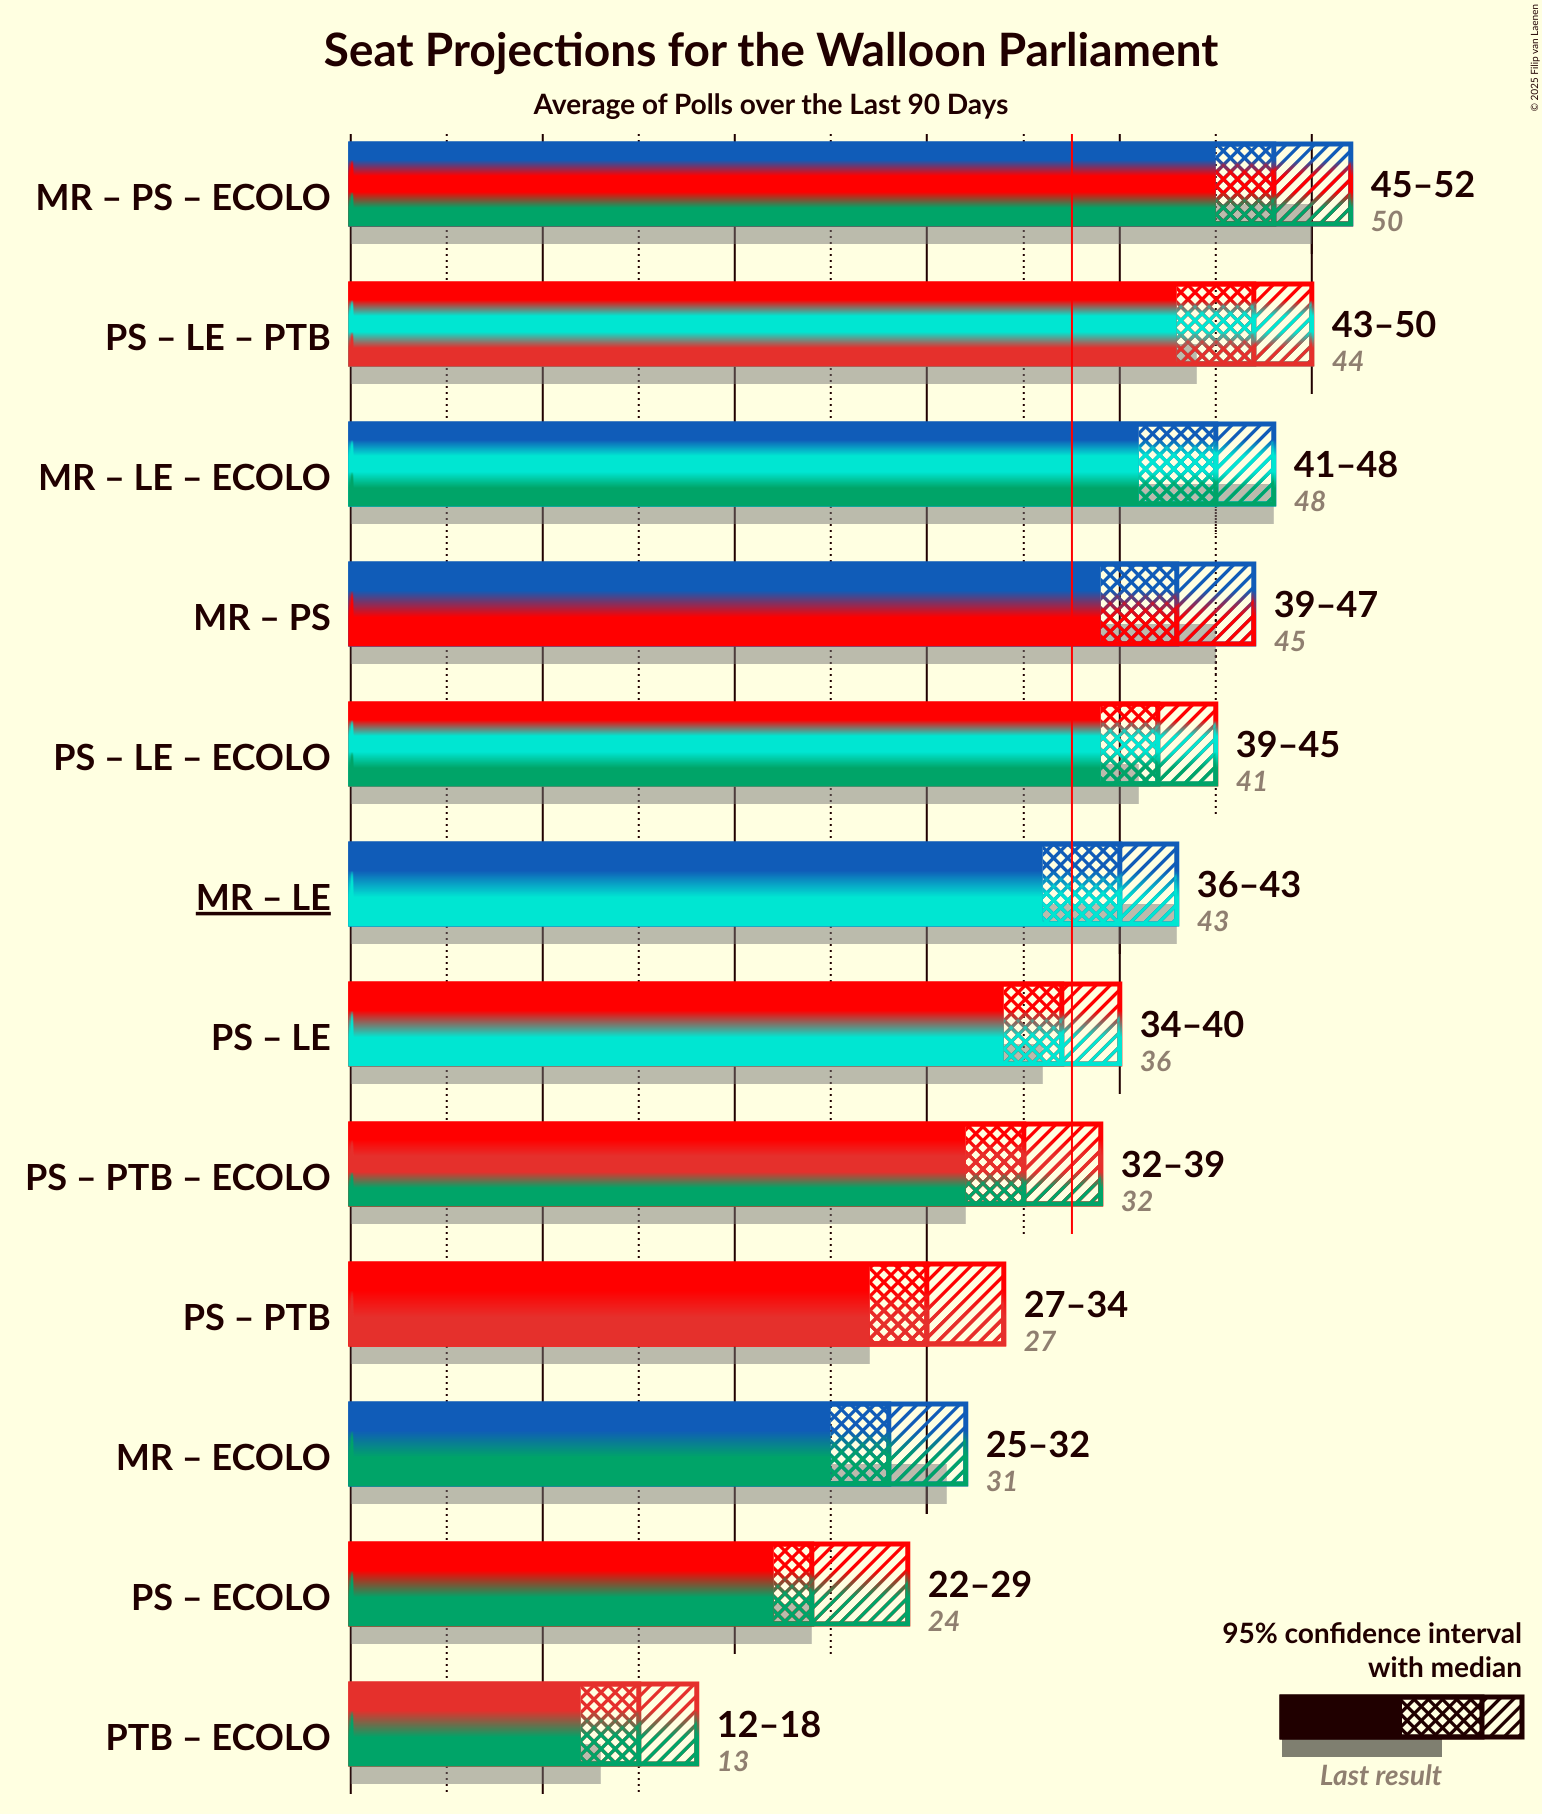 Seat Projections for the Walloon Parliament
Average of Polls over the Last 90 Days
© 2025 Filip van Laenen
MR – PS – ECOLO
45–52
50
PS – LE – PTB
43–50
44
MR – LE – ECOLO
41–48
48
MR – PS
39–47
45
PS – LE – ECOLO
39–45
41
MR – LE
36–43
43
PS – LE
34–40
36
PS – PTB – ECOLO
32–39
32
PS – PTB
27–34
27
MR – ECOLO
25–32
31
PS – ECOLO
22–29
24
PTB – ECOLO
12–18
13
95% confidence interval
with median
Last result